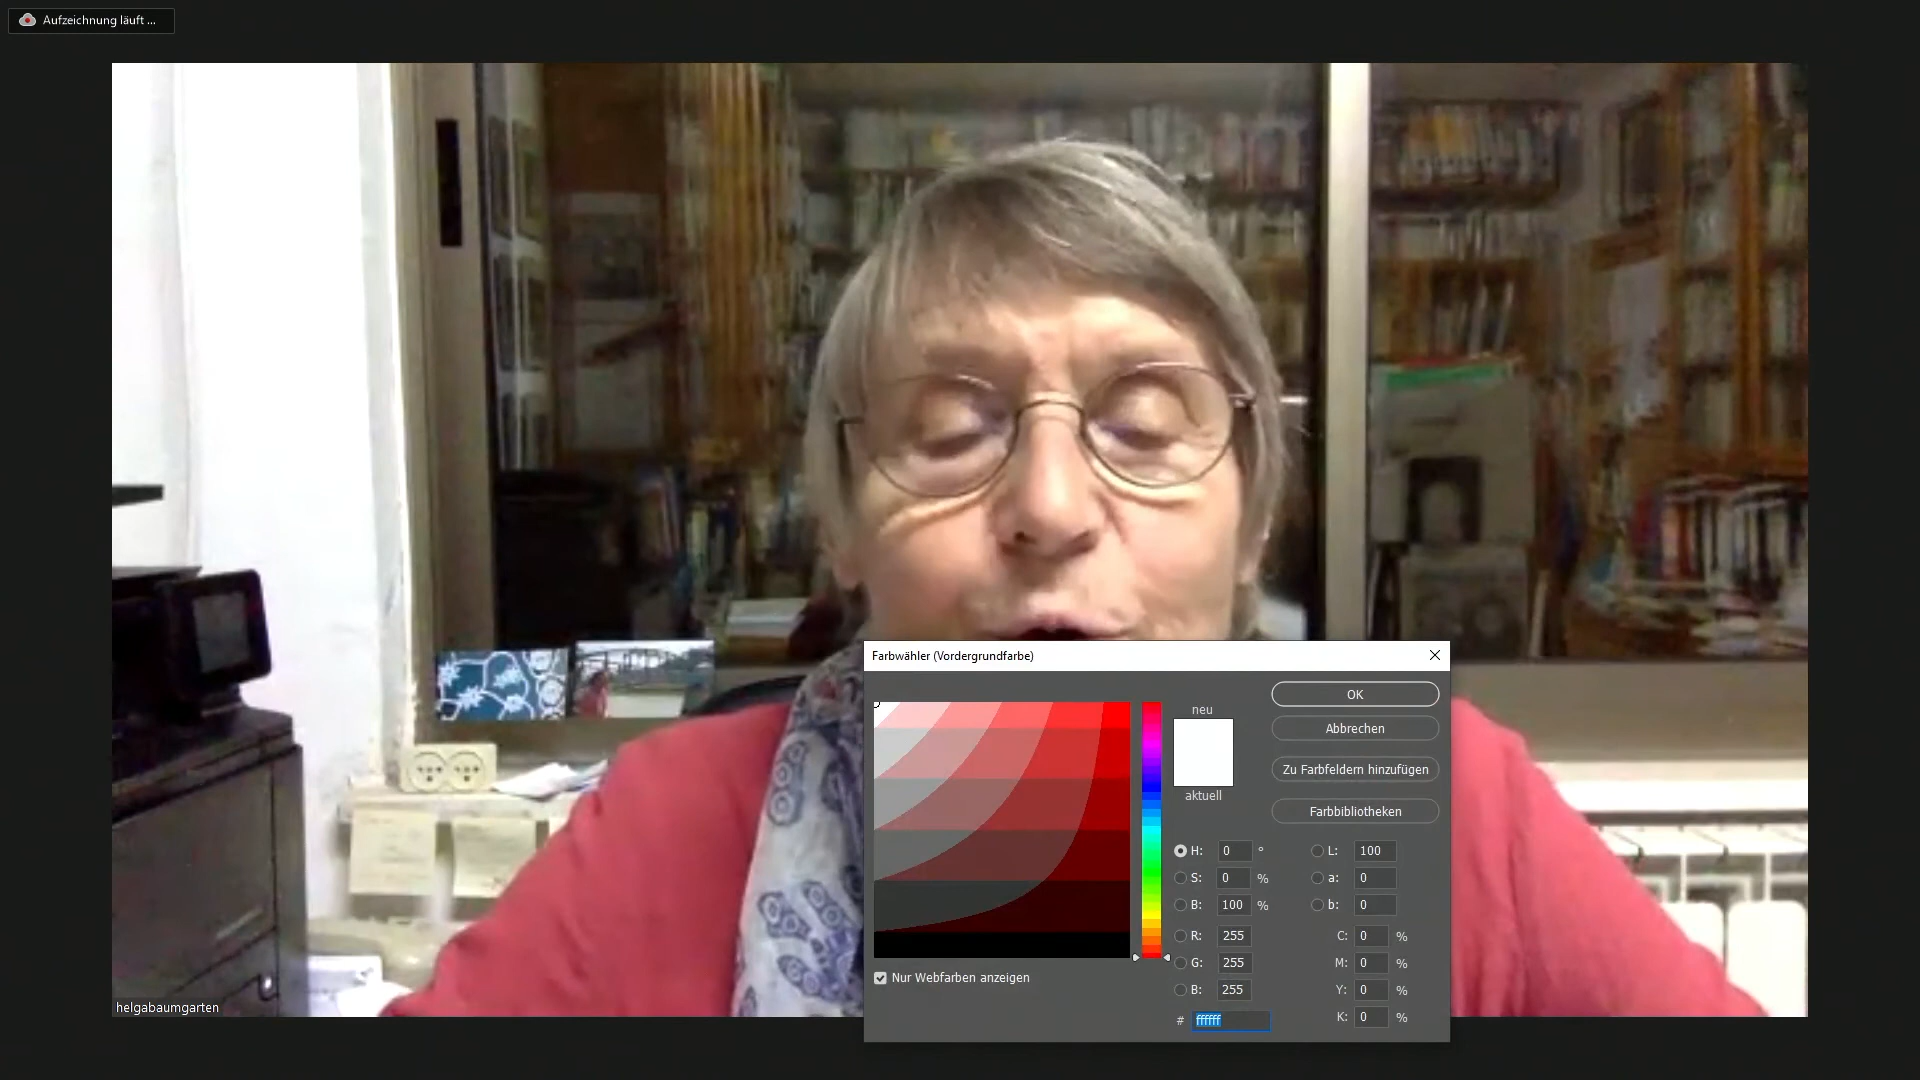 Aufzeichnung läuft ...
Farbwähler (Vordergrundfarbe)
OK
neu
Abbrechen
Zu Farbfeldern hinzufügen
aktuell
Farbbibliotheken
H: 0 ° L: 100
S: 0 % a: 0
B: 100 % b: 0
R: 255 C: 0 %
G: 255 M: 0 %
Nur Webfarben anzeigen
B: 255 Y: 0 %
# ffffff K: 0 %
helgabaumgarten